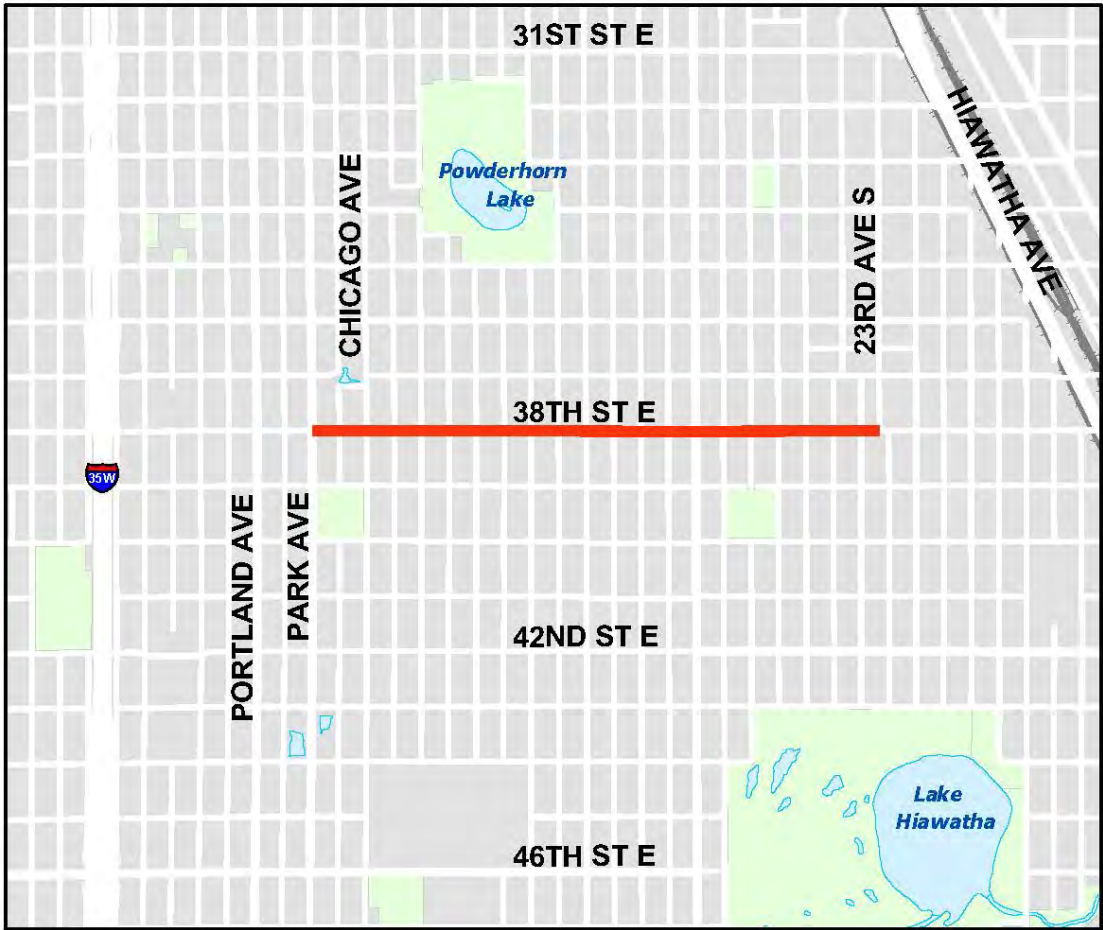 31ST ST E
HIAWATHA AVE
Powderhorn
Lake
CHICAGO AVE
23RD AVE S
38TH ST E
35W
PORTLAND AVE
PARK AVE
42ND ST E
Lake
Hiawatha
46TH ST E